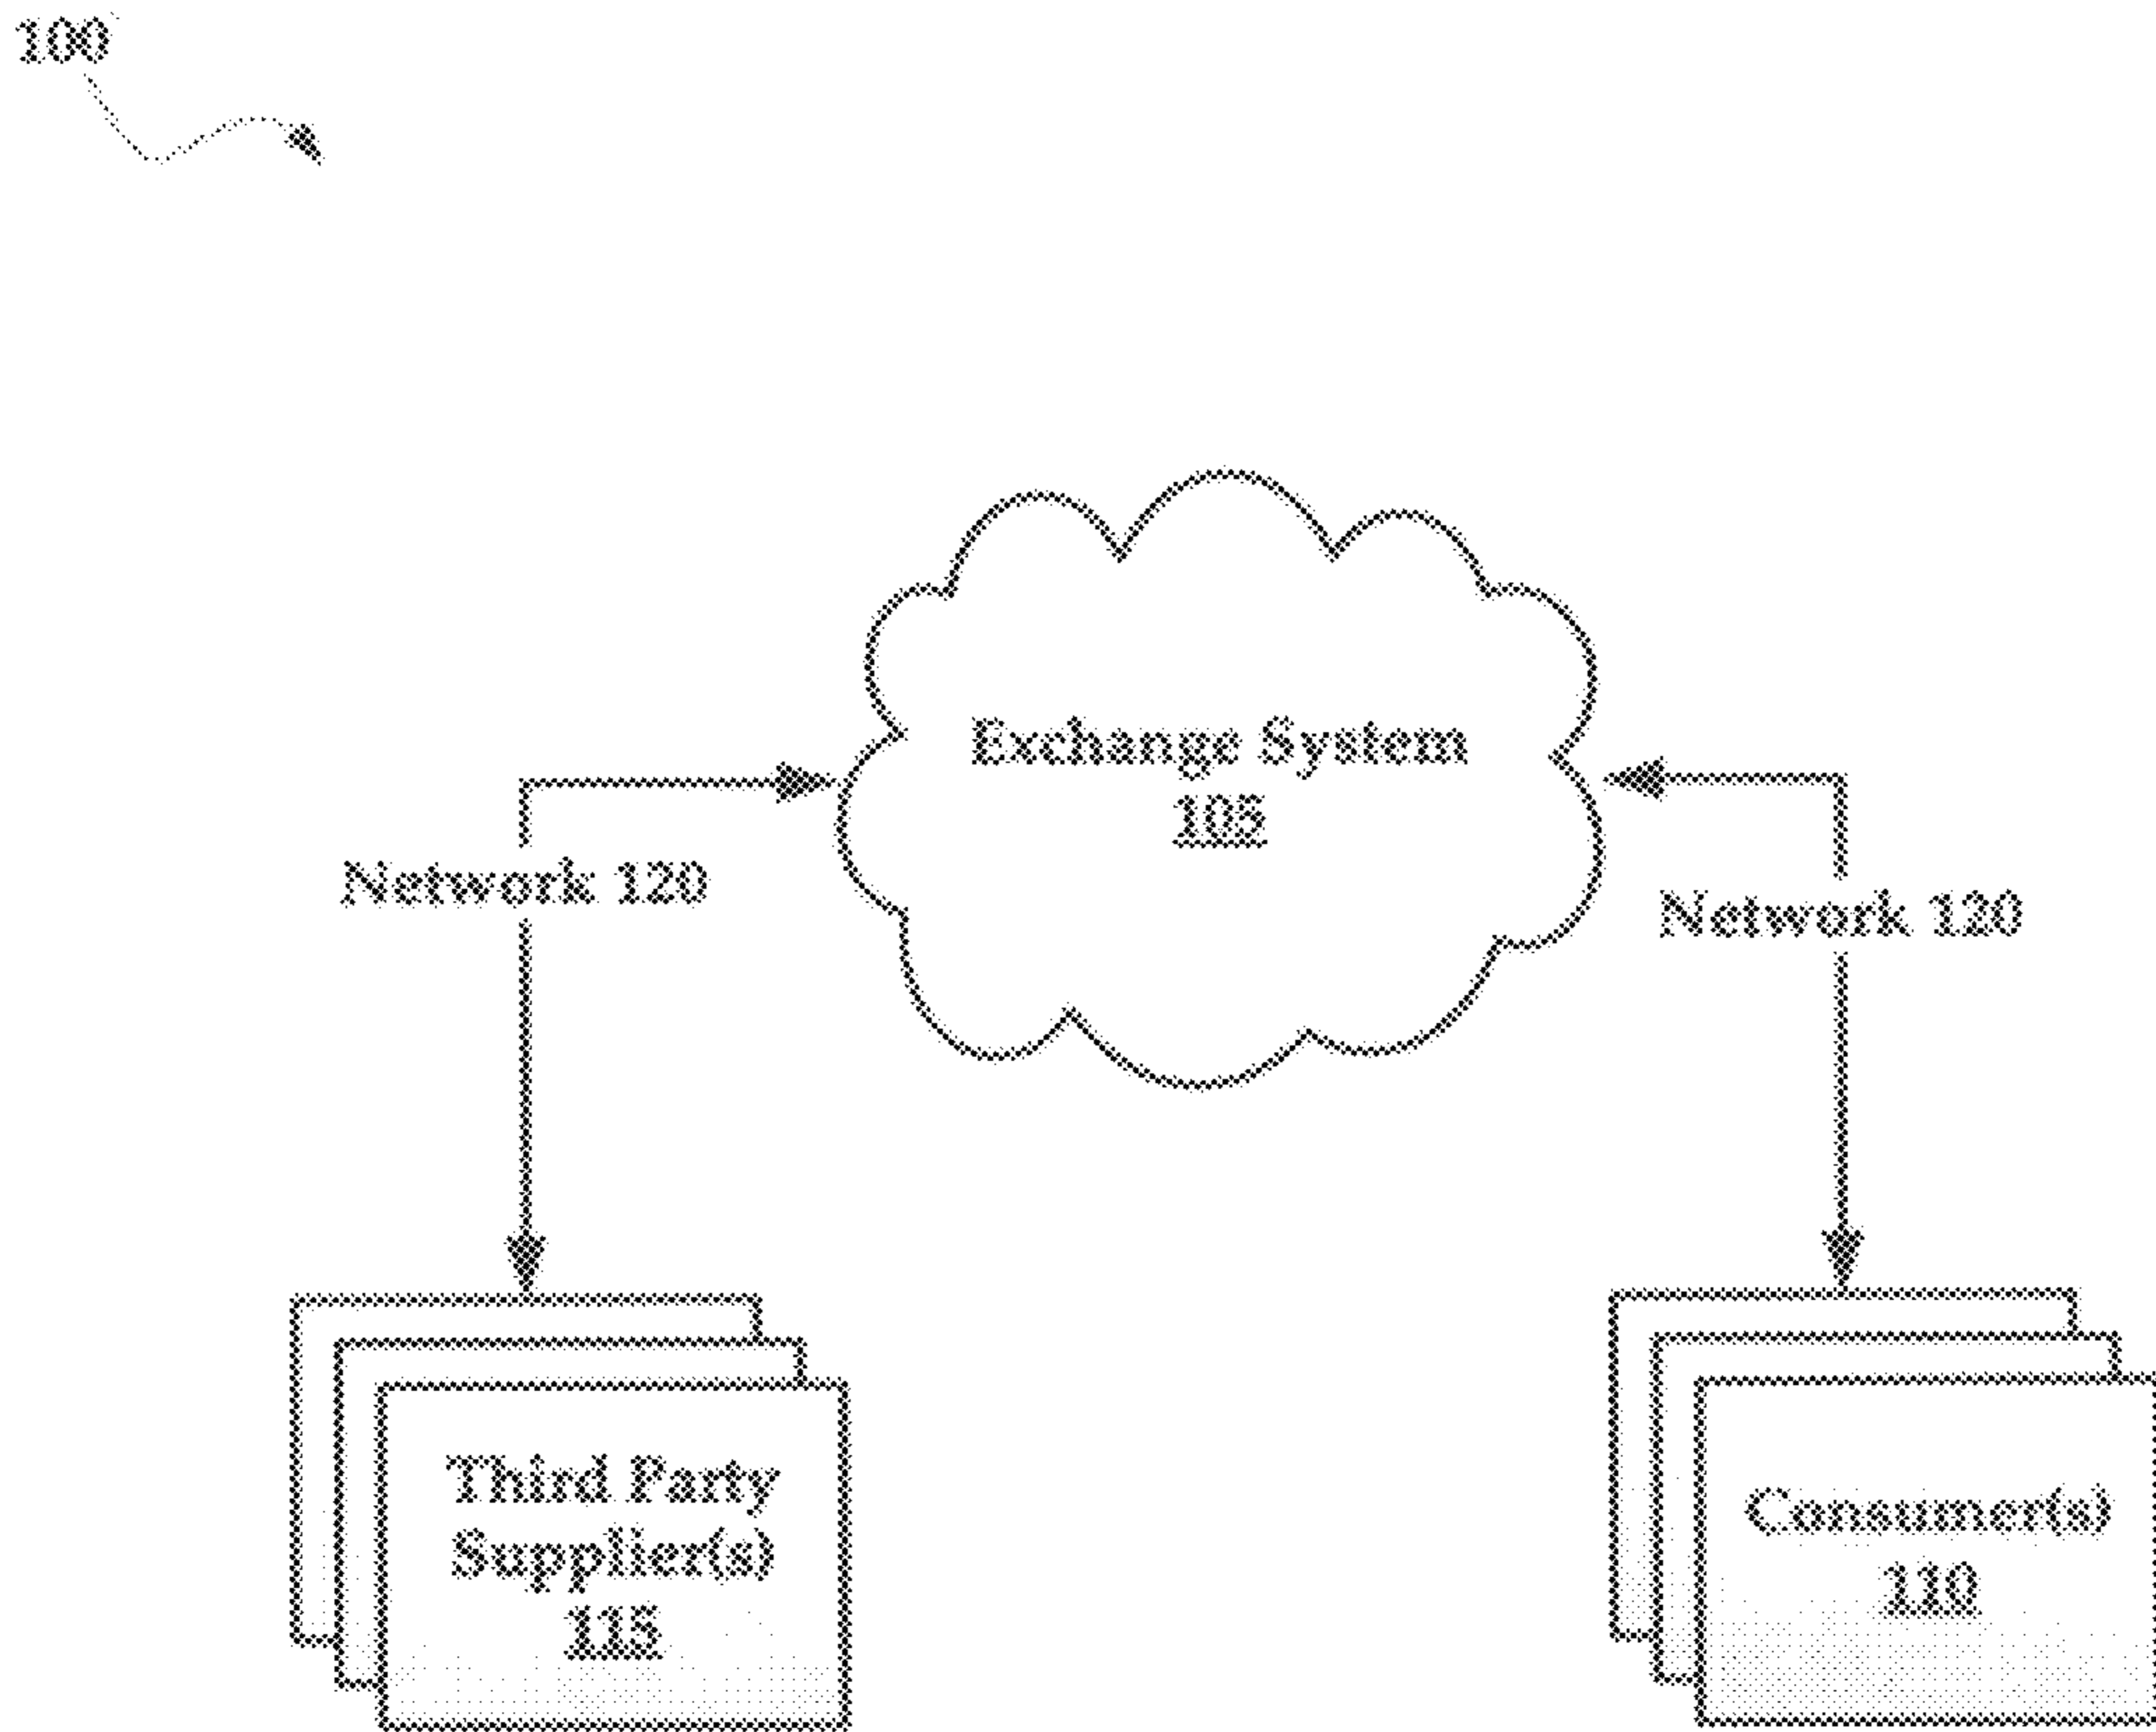 100
Exchange System
105
Network 120
Network 120
Third Party
Supplier(s)
115
Consumer(s)
110